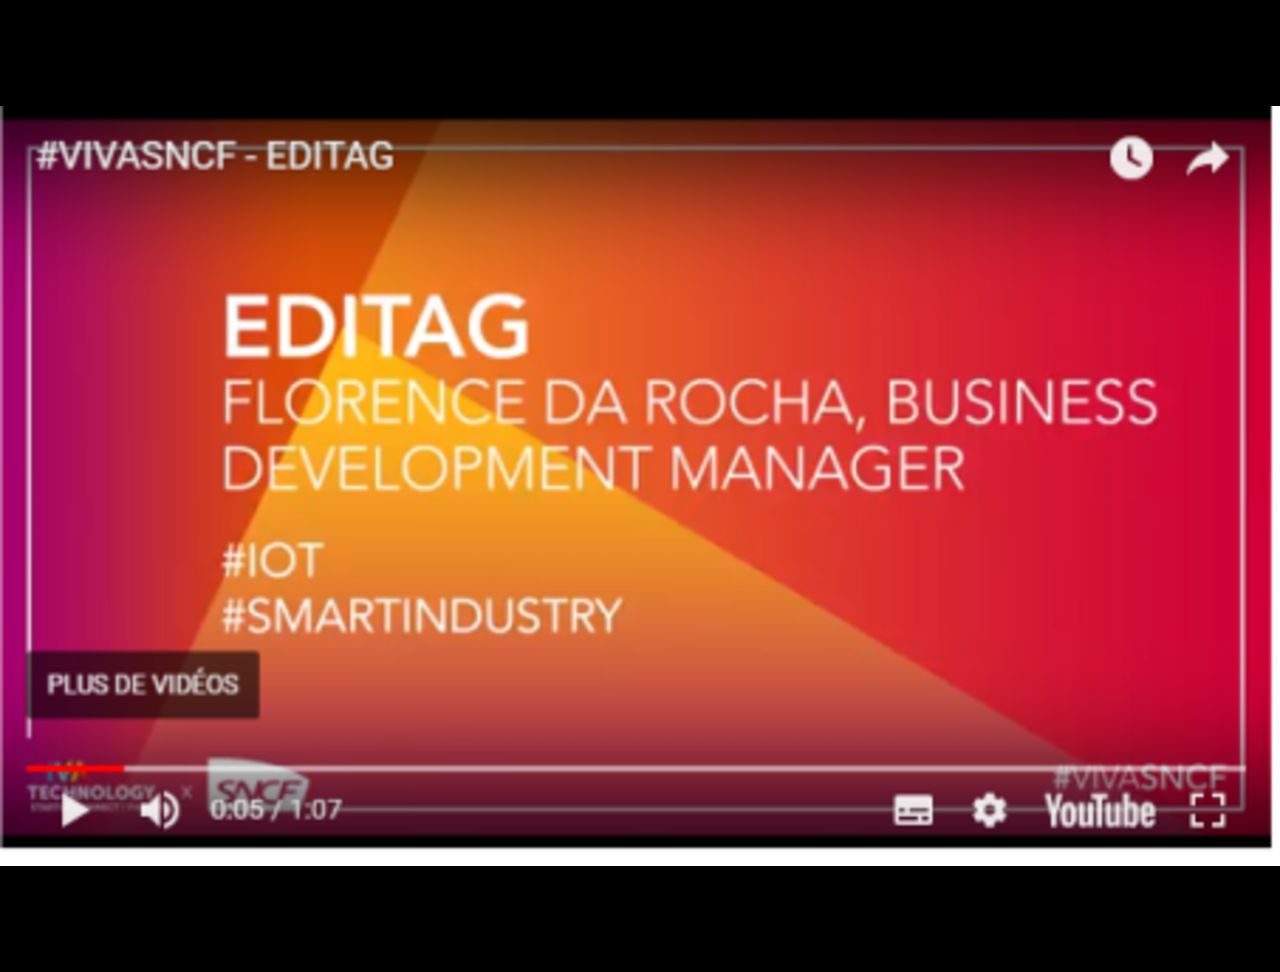 #VIVASNCF - EDITAG
EDITAG
FLORENCE DA ROCHA, BUSINESS
DEVELOPMENT MANAGER
#IOT
#SMARTINDUSTRY
PLUS DE VIDÉOS
TECHNOLOGY x SNCF
#VIVASNCF
0:05 / 1:07
YouTube